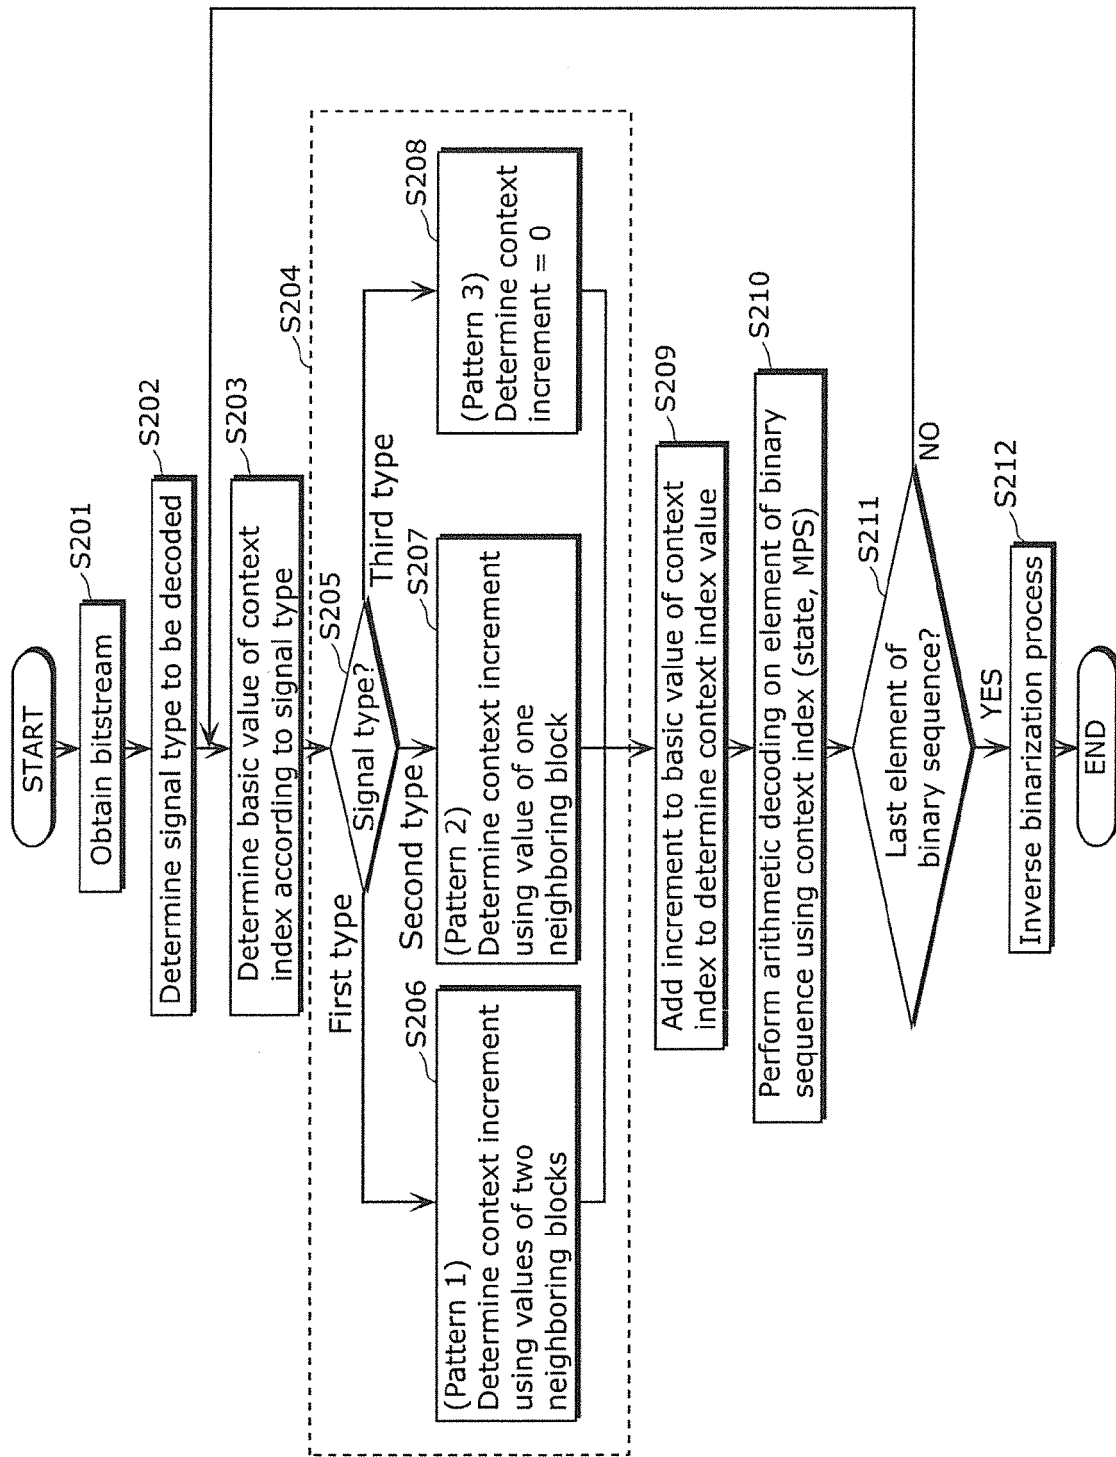 START
S201
Obtain bitstream
S202
Determine signal type to be decoded
S203
Determine basic value of context
index according to signal type
S204
S205
Signal type?
First type
Second type
Third type
S206
(Pattern 1)
Determine context increment
using values of two
neighboring blocks
S207
(Pattern 2)
Determine context increment
using value of one
neighboring block
S208
(Pattern 3)
Determine context
increment = 0
S209
Add increment to basic value of context
index to determine context index value
S210
Perform arithmetic decoding on element of binary
sequence using context index (state, MPS)
S211
Last element of
binary sequence?
NO
YES
S212
Inverse binarization process
END